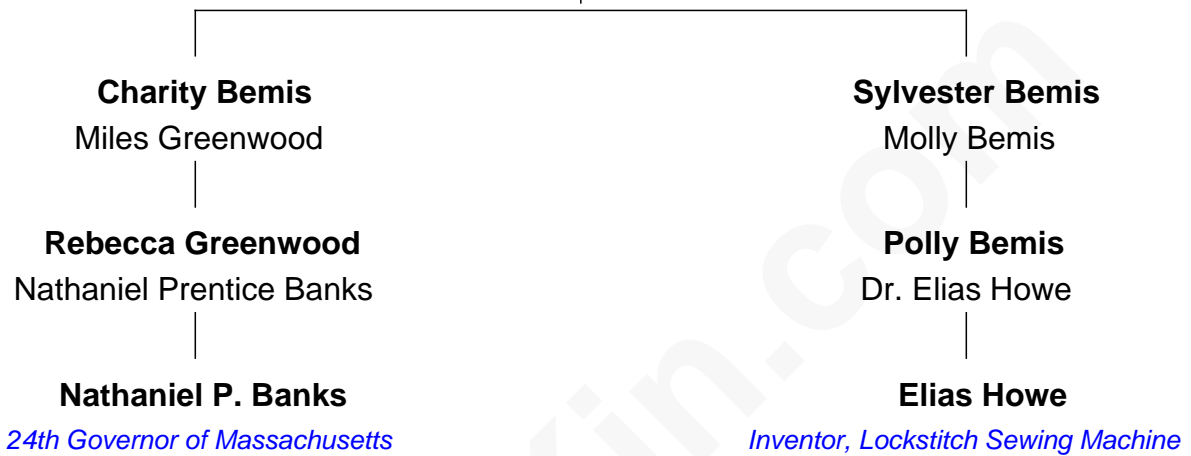 Charity Bemis
Sylvester Bemis
Miles Greenwood
Molly Bemis
Rebecca Greenwood
Polly Bemis
Nathaniel Prentice Banks
Dr. Elias Howe
Nathaniel P. Banks
Elias Howe
24th Governor of Massachusetts
Inventor, Lockstitch Sewing Machine